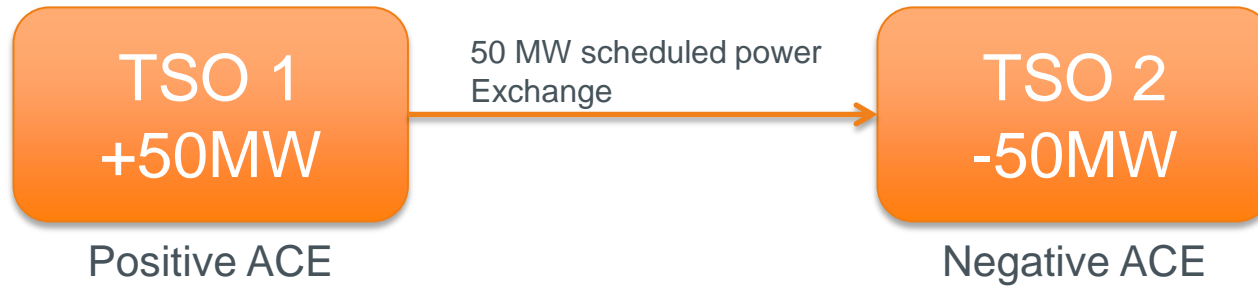 TSO 1
+50MW
Positive ACE
50 MW scheduled power
Exchange
TSO 2
-50MW
Negative ACE